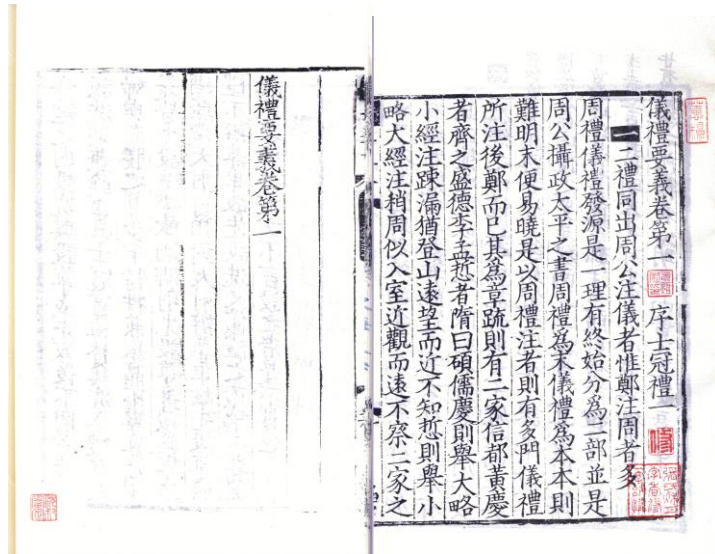 儀禮要義卷第一　序士冠禮一
一　二禮同出周公注儀者惟鄭注周者多
周禮儀禮發源是一理有終始分爲二部並是
周公攝政太平之書周禮爲末儀禮爲本本則
難明末便易曉是以周禮注者則有多門儀禮
所注後鄭而已其爲章疏則有二家信都黃慶
者齊之盛德李孟悊者隋曰碩儒慶則舉大略
小經注踈漏猶登山遠望而近不知悊則舉小
略大經注稍周似入室近觀而遠不察二家之
儀禮要義卷第一